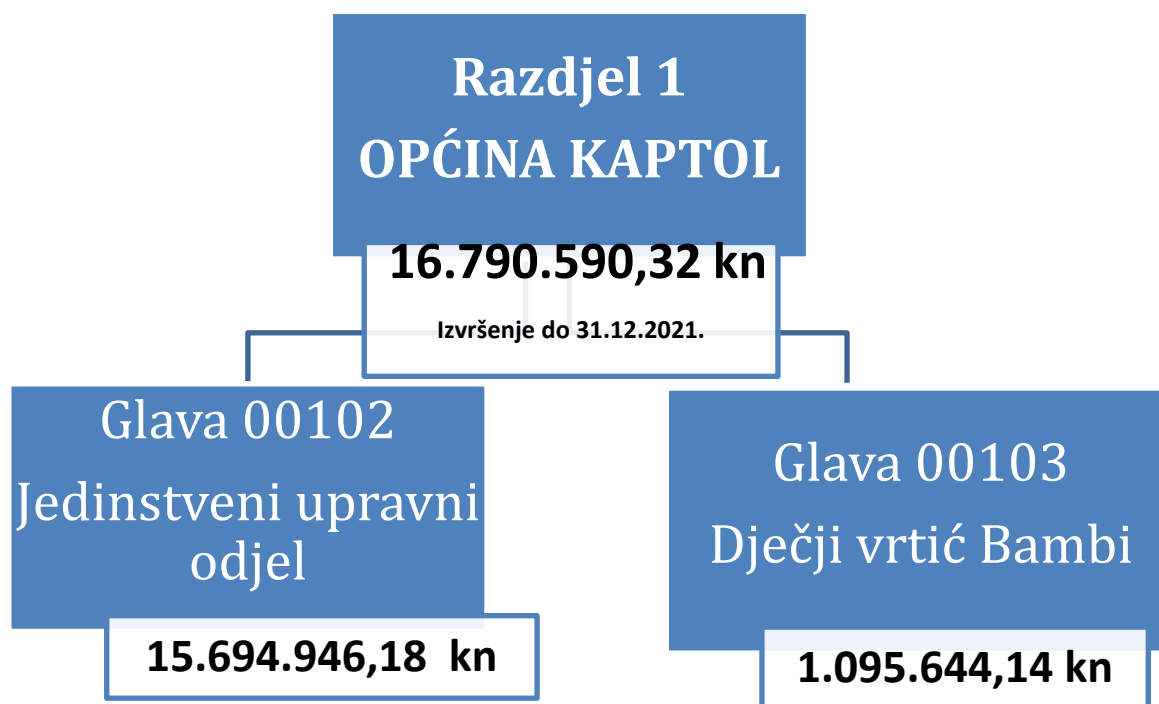 Razdjel 1
OPĆINA KAPTOL
16.790.590,32 kn
Izvršenje do 31.12.2021.
Glava 00102
Jedinstveni upravni
odjel
15.694.946,18 kn
Glava 00103
Dječji vrtić Bambi
1.095.644,14 kn